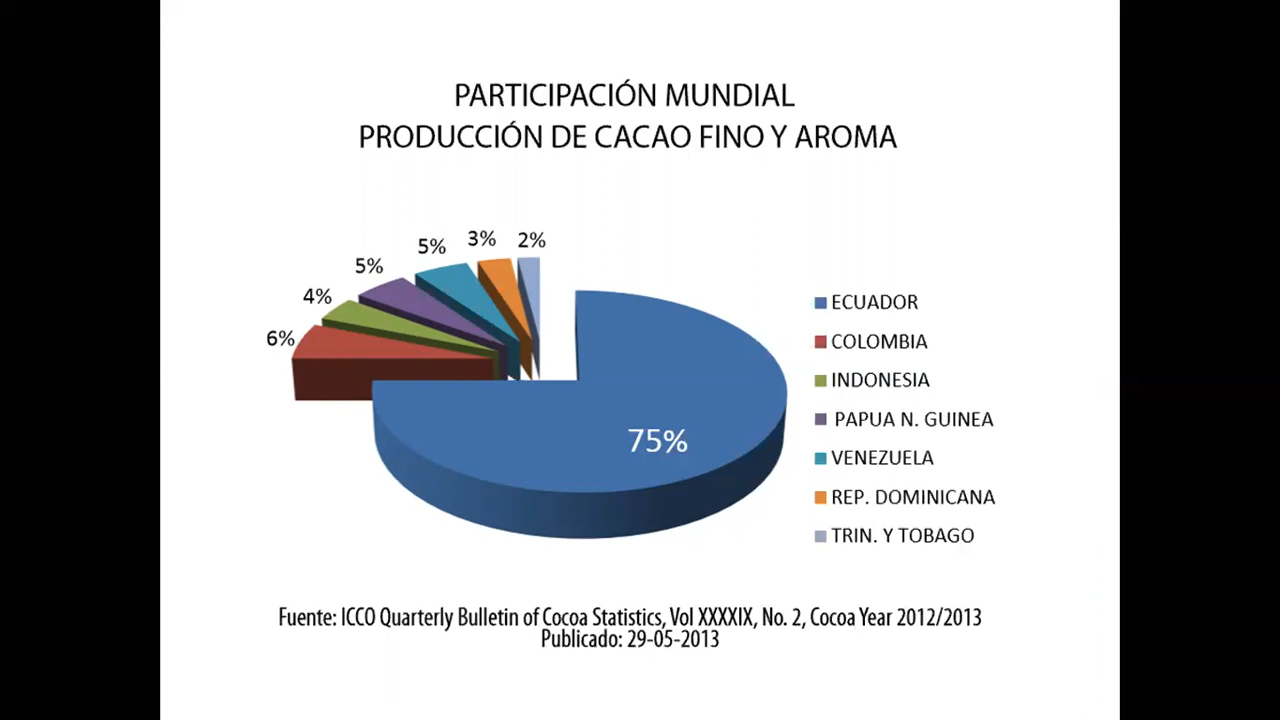 PARTICIPACIÓN MUNDIAL
PRODUCCIÓN DE CACAO FINO Y AROMA
2%
3%
5%
5%
4%
6%
75%
ECUADOR
COLOMBIA
INDONESIA
PAPUA N. GUINEA
VENEZUELA
REP. DOMINICANA
TRIN. Y TOBAGO
Fuente: ICCO Quarterly Bulletin of Cocoa Statistics, Vol XXXXIX, No. 2, Cocoa Year 2012/2013
Publicado: 29-05-2013